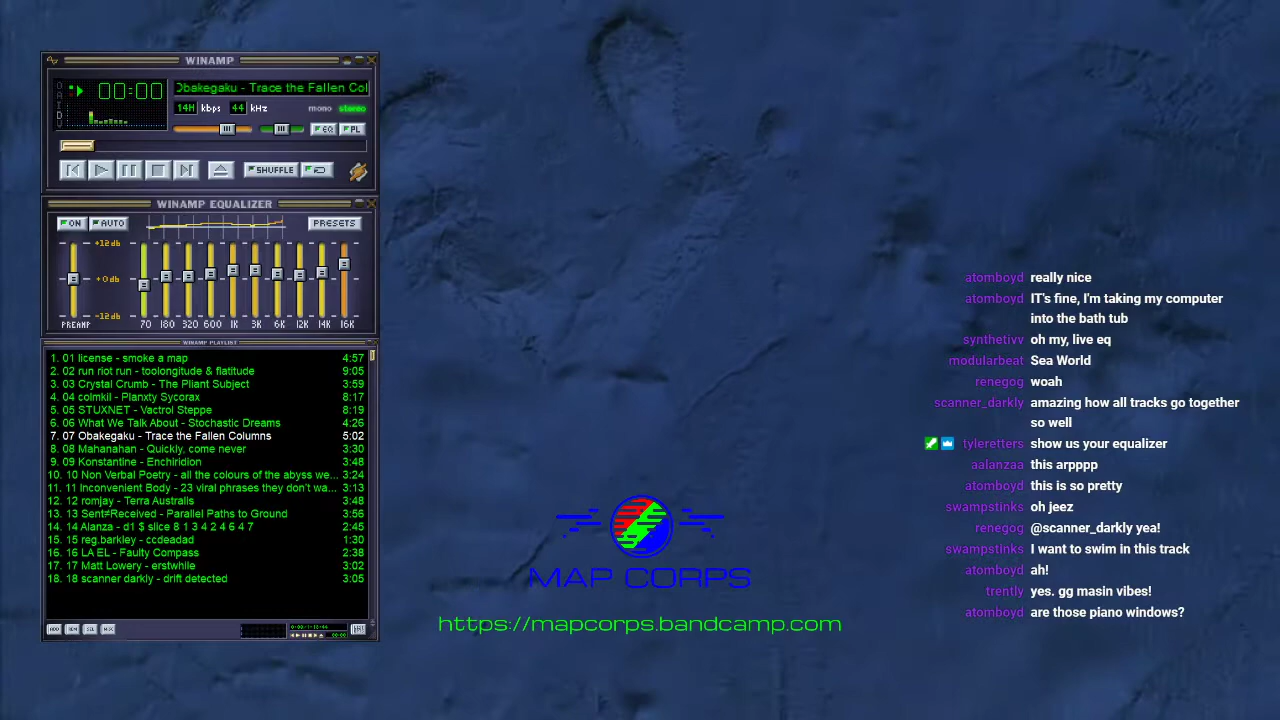 WINAMP
00:00
Obakegaku - Trace the Fallen Col
14H kbps 44 kHz mono stereo
EQ PL
SHUFFLE
WINAMP EQUALIZER
ON AUTO PRESETS
+12db
+0db
-12db
PREAMP 70 180 320 600 1K 3K 6K 12K 14K 16K
WINAMP PLAYLIST
1. 01 license - smoke a map 4:57
2. 02 run riot run - toolongitude & flatitude 9:05
3. 03 Crystal Crumb - The Pliant Subject 3:59
4. 04 colmkil - Planxty Sycorax 8:17
5. 05 STUXNET - Vactrol Steppe 8:19
6. 06 What We Talk About - Stochastic Dreams 4:26
7. 07 Obakegaku - Trace the Fallen Columns 5:02
8. 08 Mahanahan - Quickly, come never 3:30
9. 09 Konstantine - Enchiridion 3:48
10. 10 Non Verbal Poetry - all the colours of the abyss we... 3:24
11. 11 Inconvenient Body - 23 viral phrases they don't wa... 3:13
12. 12 romjay - Terra Australis 3:48
13. 13 Sent≠Received - Parallel Paths to Ground 3:56
14. 14 Alanza - d1 $ slice 8 1 3 4 2 4 6 4 7 2:45
15. 15 reg.barkley - ccdeadad 1:30
16. 16 LA EL - Faulty Compass 2:38
17. 17 Matt Lowery - erstwhile 3:02
18. 18 scanner darkly - drift detected 3:05
MAP CORPS
https://mapcorps.bandcamp.com
atomboyd really nice
atomboyd IT's fine, I'm taking my computer
into the bath tub
synthetivv oh my, live eq
modularbeat Sea World
renegog woah
scanner_darkly amazing how all tracks go together
so well
tyleretters show us your equalizer
aalanzaa this arpppp
atomboyd this is so pretty
swampstinks oh jeez
renegog @scanner_darkly yea!
swampstinks I want to swim in this track
atomboyd ah!
trently yes. gg masin vibes!
atomboyd are those piano windows?